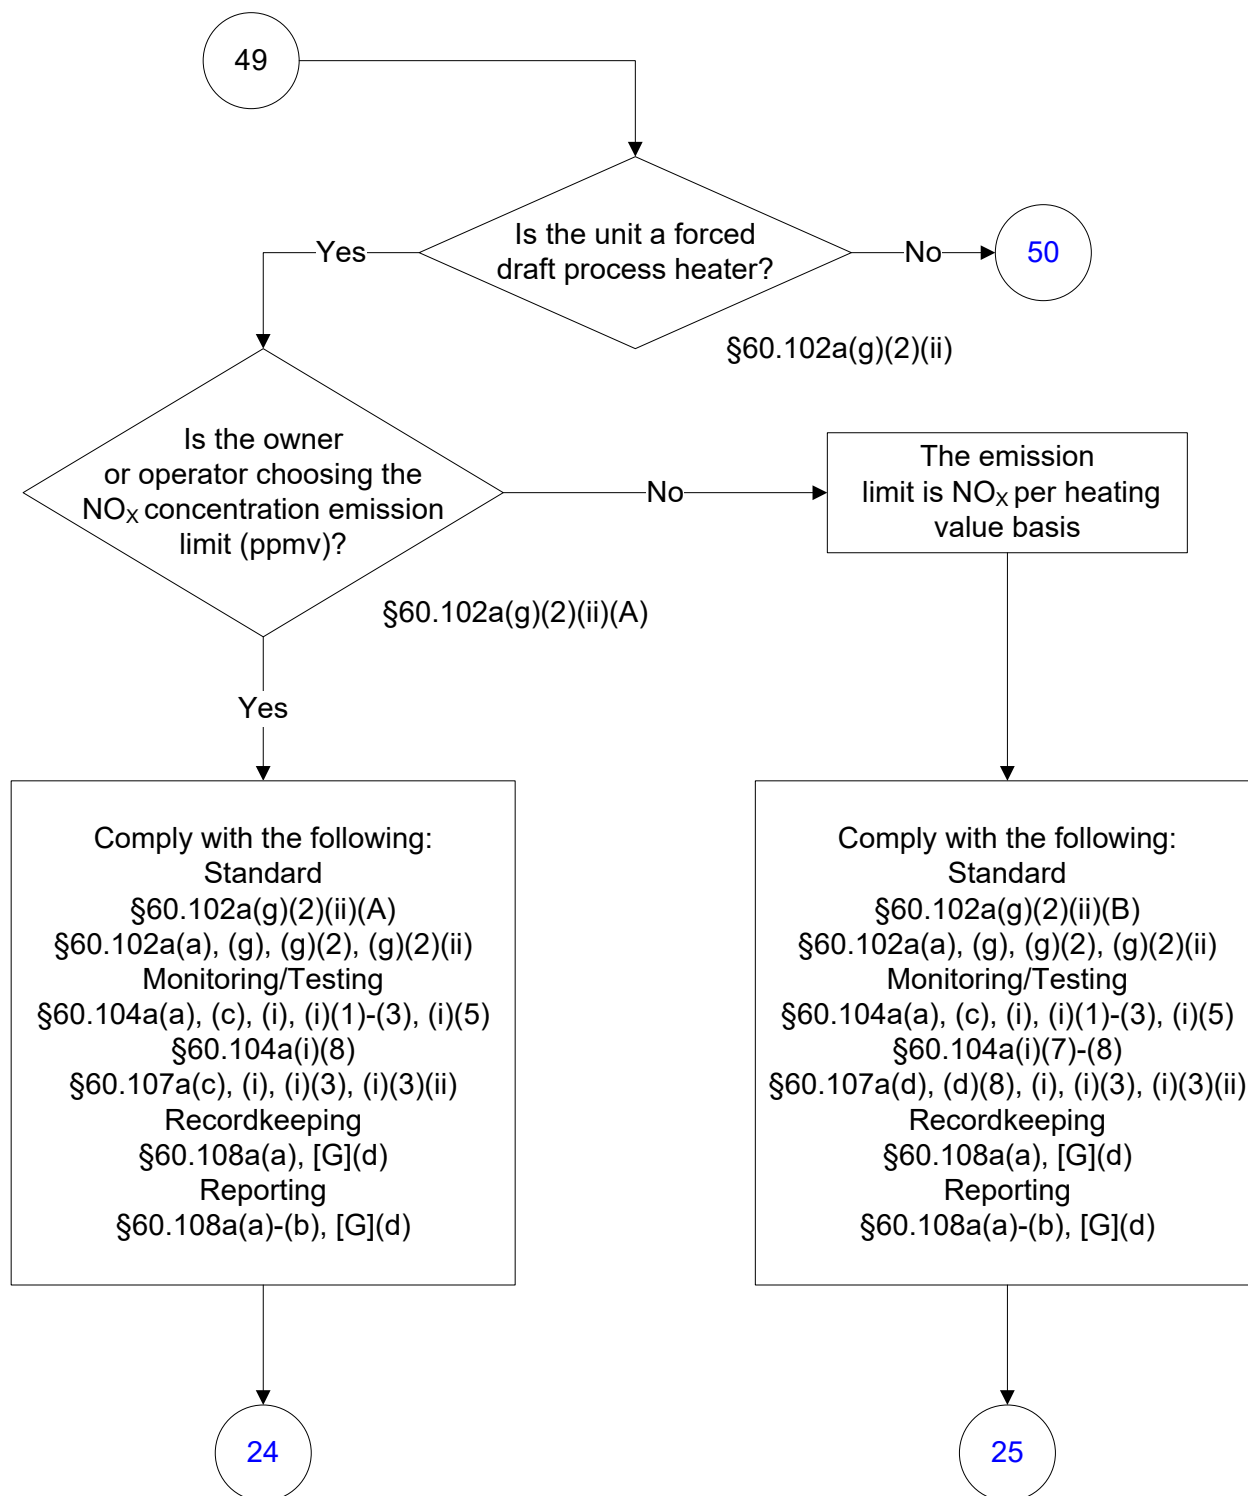 49
Is the unit a forced
draft process heater?
Yes
No
50
§60.102a(g)(2)(ii)
Is the owner
or operator choosing the
NOX concentration emission
limit (ppmv)?
No
The emission
limit is NOX per heating
value basis
§60.102a(g)(2)(ii)(A)
Yes
Comply with the following:
Standard
§60.102a(g)(2)(ii)(A)
§60.102a(a), (g), (g)(2), (g)(2)(ii)
Monitoring/Testing
§60.104a(a), (c), (i), (i)(1)-(3), (i)(5)
§60.104a(i)(8)
§60.107a(c), (i), (i)(3), (i)(3)(ii)
Recordkeeping
§60.108a(a), [G](d)
Reporting
§60.108a(a)-(b), [G](d)
Comply with the following:
Standard
§60.102a(g)(2)(ii)(B)
§60.102a(a), (g), (g)(2), (g)(2)(ii)
Monitoring/Testing
§60.104a(a), (c), (i), (i)(1)-(3), (i)(5)
§60.104a(i)(7)-(8)
§60.107a(d), (d)(8), (i), (i)(3), (i)(3)(ii)
Recordkeeping
§60.108a(a), [G](d)
Reporting
§60.108a(a)-(b), [G](d)
24
25